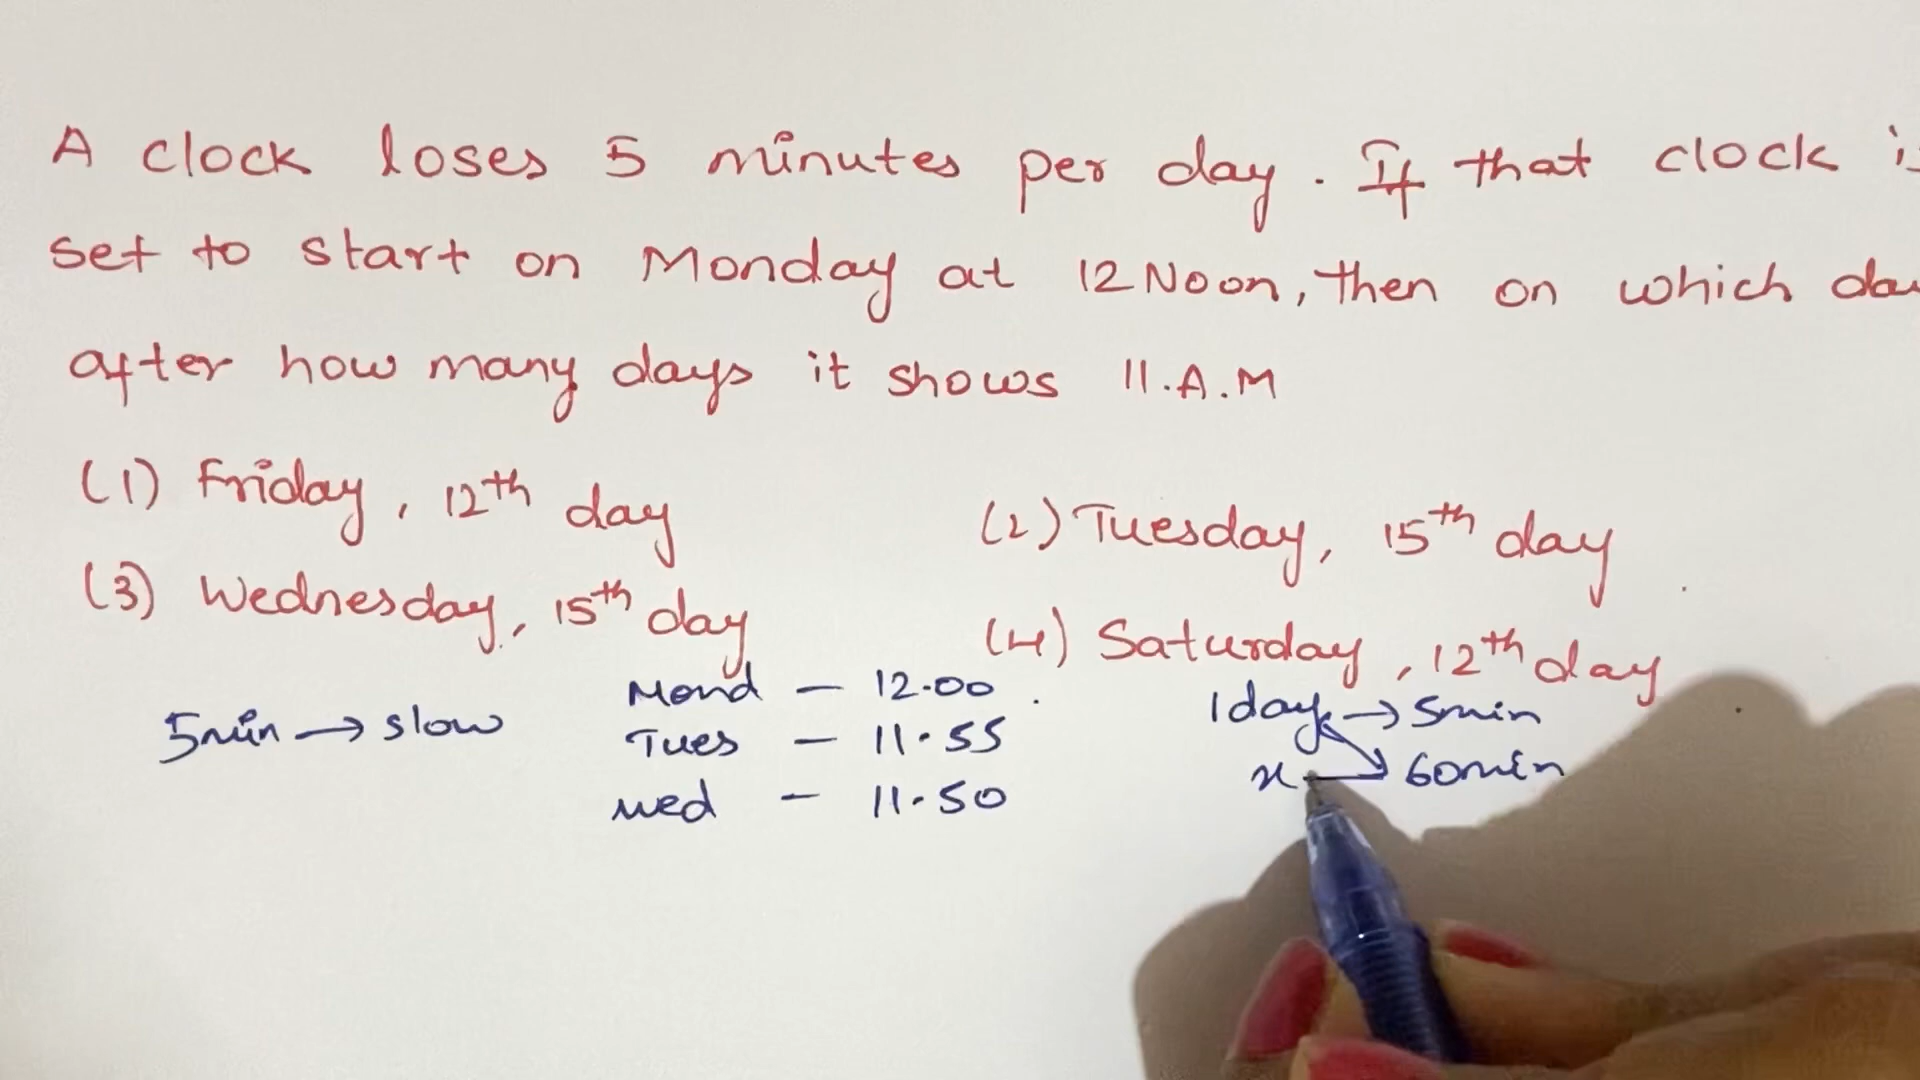 A clock loses 5 minutes per day. If that clock is
set to start on Monday at 12 Noon, then on which day
after how many days it shows 11.A.M
(1) Friday, 12th day
(2) Tuesday, 15th day
(3) Wednesday, 15th day
(4) Saturday, 12th day
5min → slow
Mond — 12.00
Tues — 11.55
Wed — 11.50
1day → 5min
x → 60min